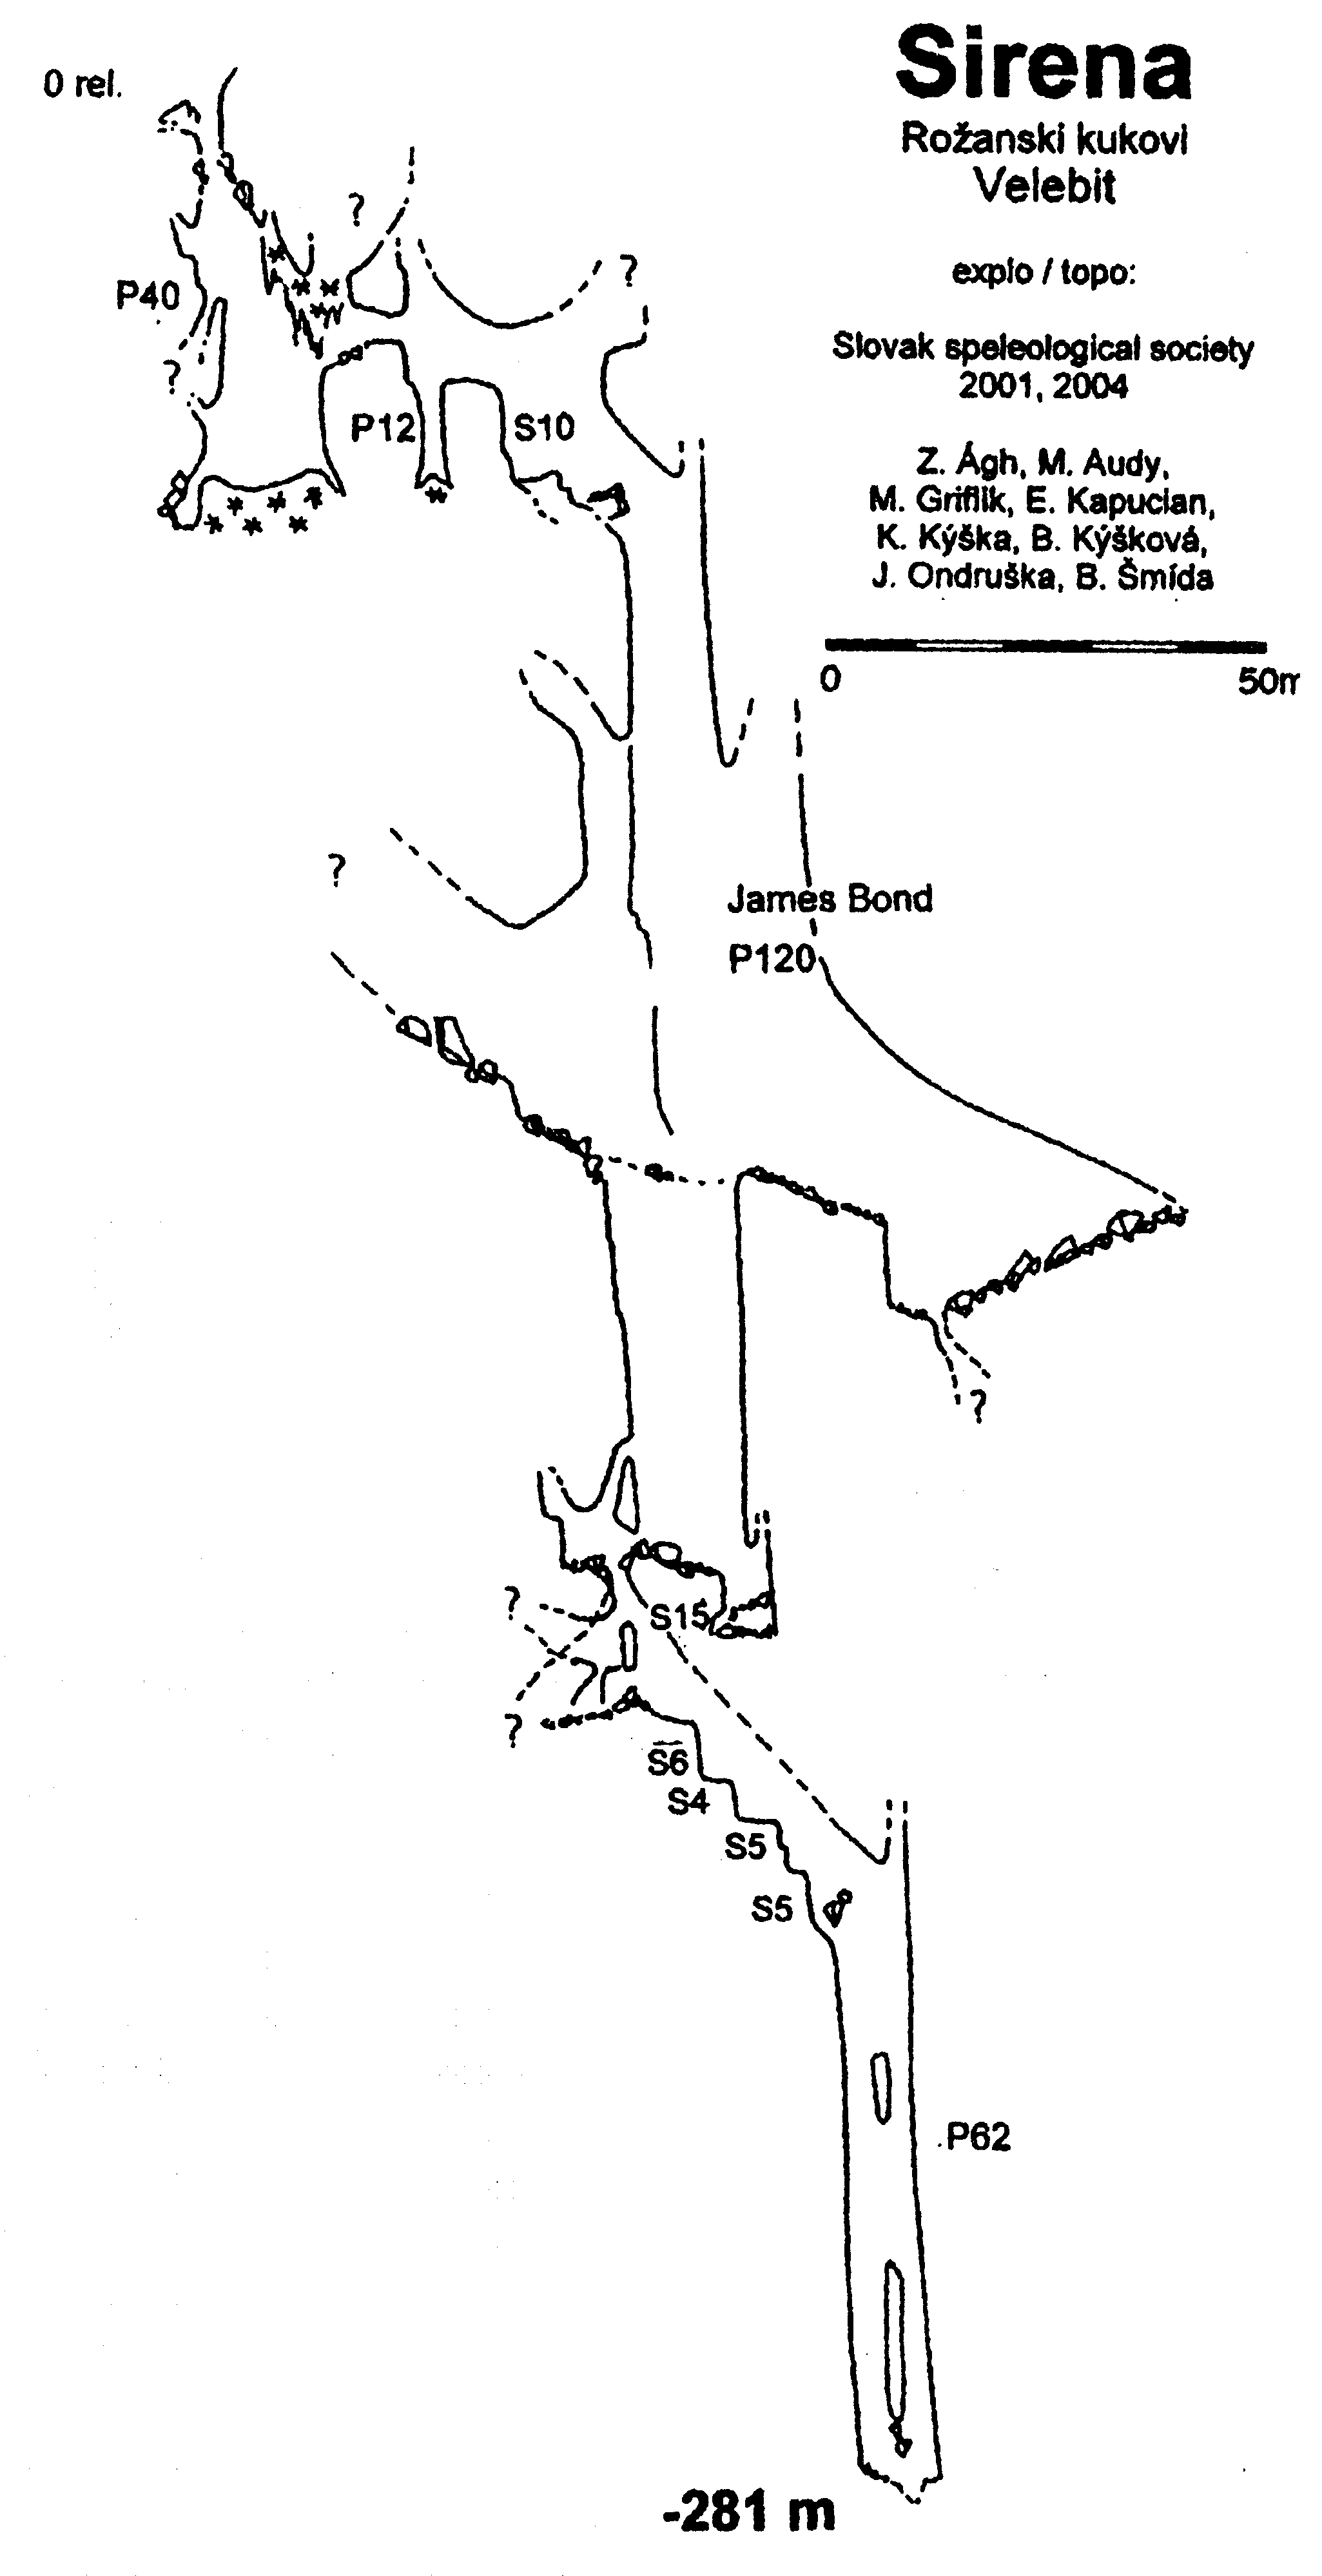 Sirena
Rožanski kukovi
Velebit
explo / topo:
Slovak speleological society
2001, 2004
Z. Ágh, M. Audy,
M. Griflik, E. Kapucian,
K. Kýška, B. Kýšková,
J. Ondruška, B. Šmída
0 50m
0 rel.
?
?
P40
?
P12 S10
?
James Bond
P120
?
?
S15
?
S6
S4
S5
S5
P62
-281 m